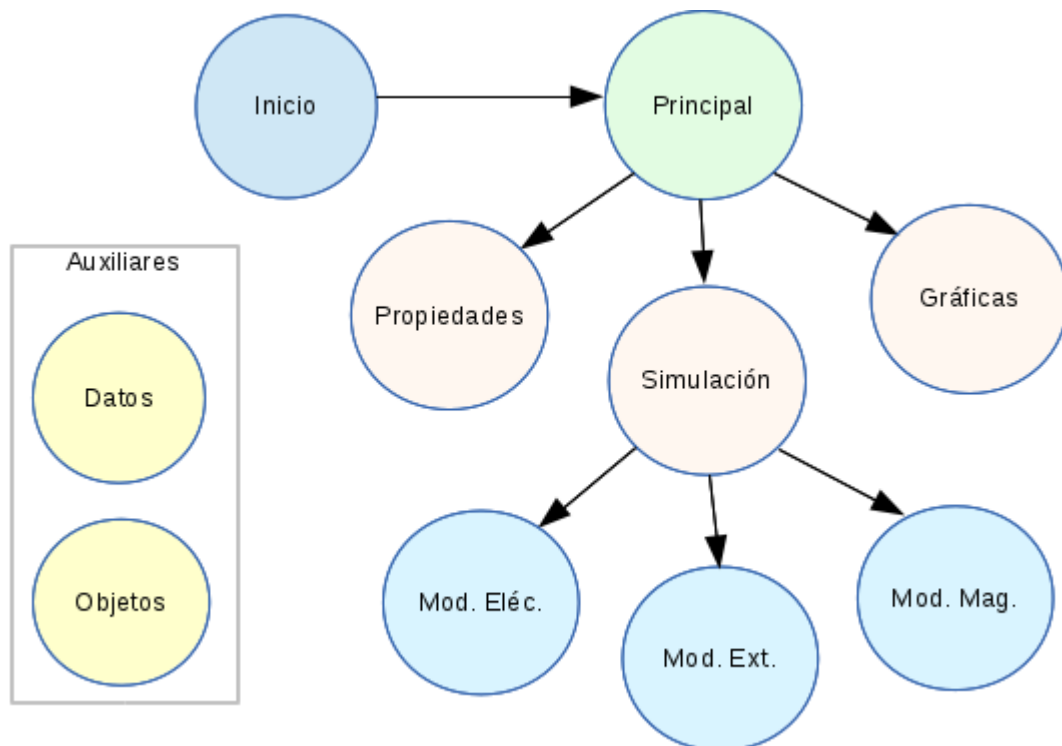 Inicio
Principal
Auxiliares
Propiedades
Gráficas
Simulación
Datos
Objetos
Mod. Eléc.
Mod. Ext.
Mod. Mag.